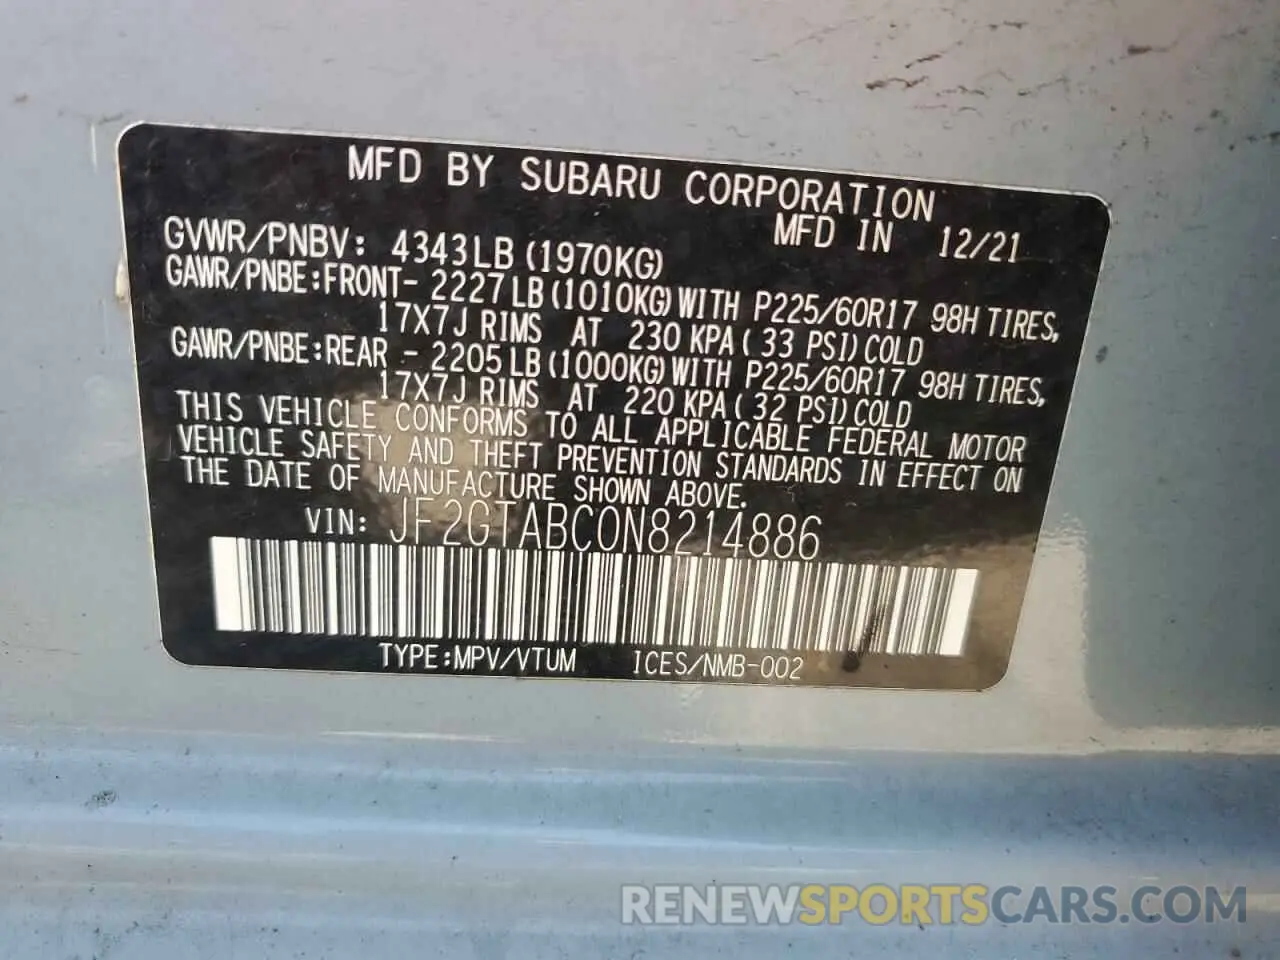 MFD BY SUBARU CORPORATION
MFD IN 12/21
GVWR/PNBV: 4343LB (1970KG)
GAWR/PNBE:FRONT- 2227LB (1010KG) WITH P225/60R17 98H TIRES,
17X7J RIMS AT 230 KPA ( 33 PSI) COLD
GAWR/PNBE:REAR - 2205LB (1000KG) WITH P225/60R17 98H TIRES,
17X7J RIMS AT 220 KPA ( 32 PSI) COLD
THIS VEHICLE CONFORMS TO ALL APPLICABLE FEDERAL MOTOR
VEHICLE SAFETY AND THEFT PREVENTION STANDARDS IN EFFECT ON
THE DATE OF MANUFACTURE SHOWN ABOVE.
VIN: JF2GTABC0N8214886
TYPE:MPV/VTUM ICES/NMB-002
RENEWSPORTSCARS.COM